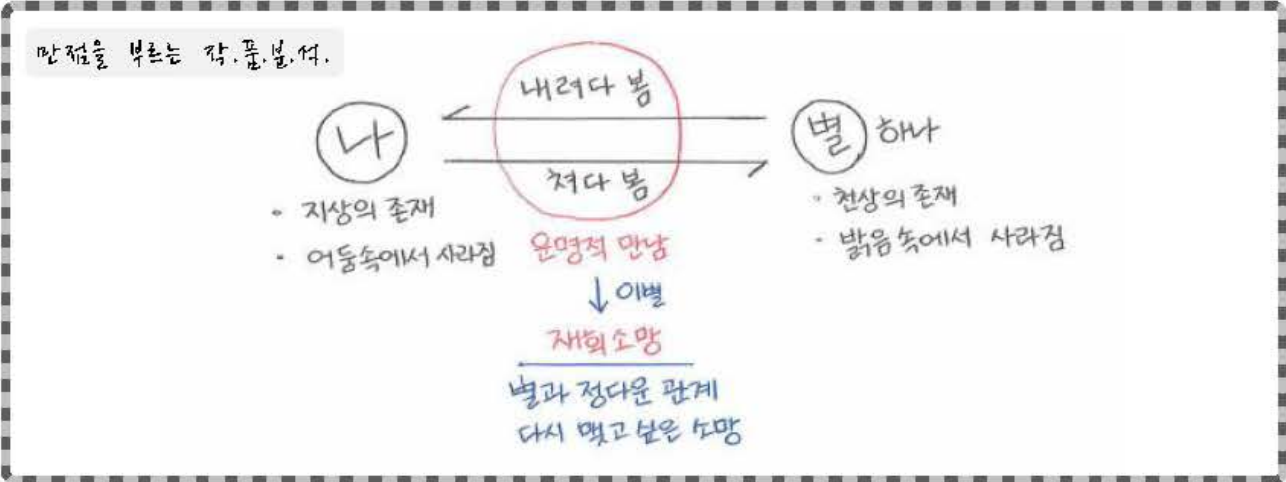 만점을 부르는 작.품.분.석.
내려다 봄
나
별 하나
쳐다 봄
· 지상의 존재
· 어둠속에서 사라짐
· 천상의 존재
· 밝음속에서 사라짐
운명적 만남
↓ 이별
재회소망
별과 정다운 관계
다시 맺고 싶은 소망